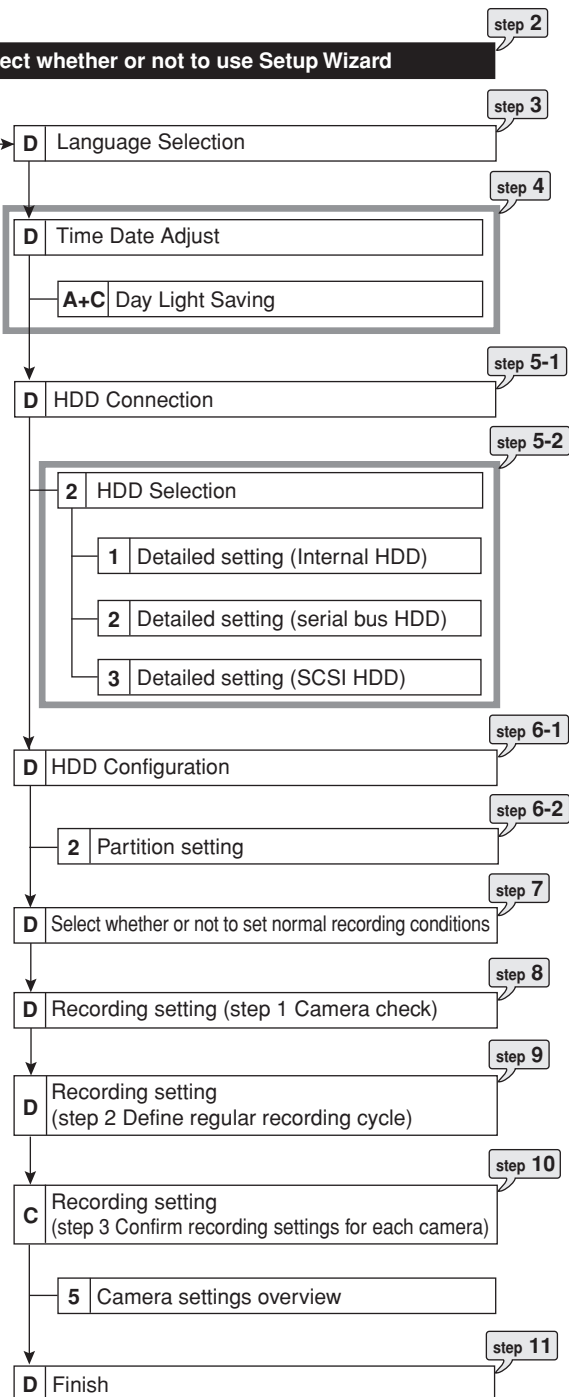 step 2
ect whether or not to use Setup Wizard
step 3
D Language Selection
step 4
D Time Date Adjust
A+C Day Light Saving
step 5-1
D HDD Connection
step 5-2
2 HDD Selection
1 Detailed setting (Internal HDD)
2 Detailed setting (serial bus HDD)
3 Detailed setting (SCSI HDD)
step 6-1
D HDD Configuration
step 6-2
2 Partition setting
step 7
D Select whether or not to set normal recording conditions
step 8
D Recording setting (step 1 Camera check)
step 9
D Recording setting
(step 2 Define regular recording cycle)
step 10
C Recording setting
(step 3 Confirm recording settings for each camera)
5 Camera settings overview
step 11
D Finish